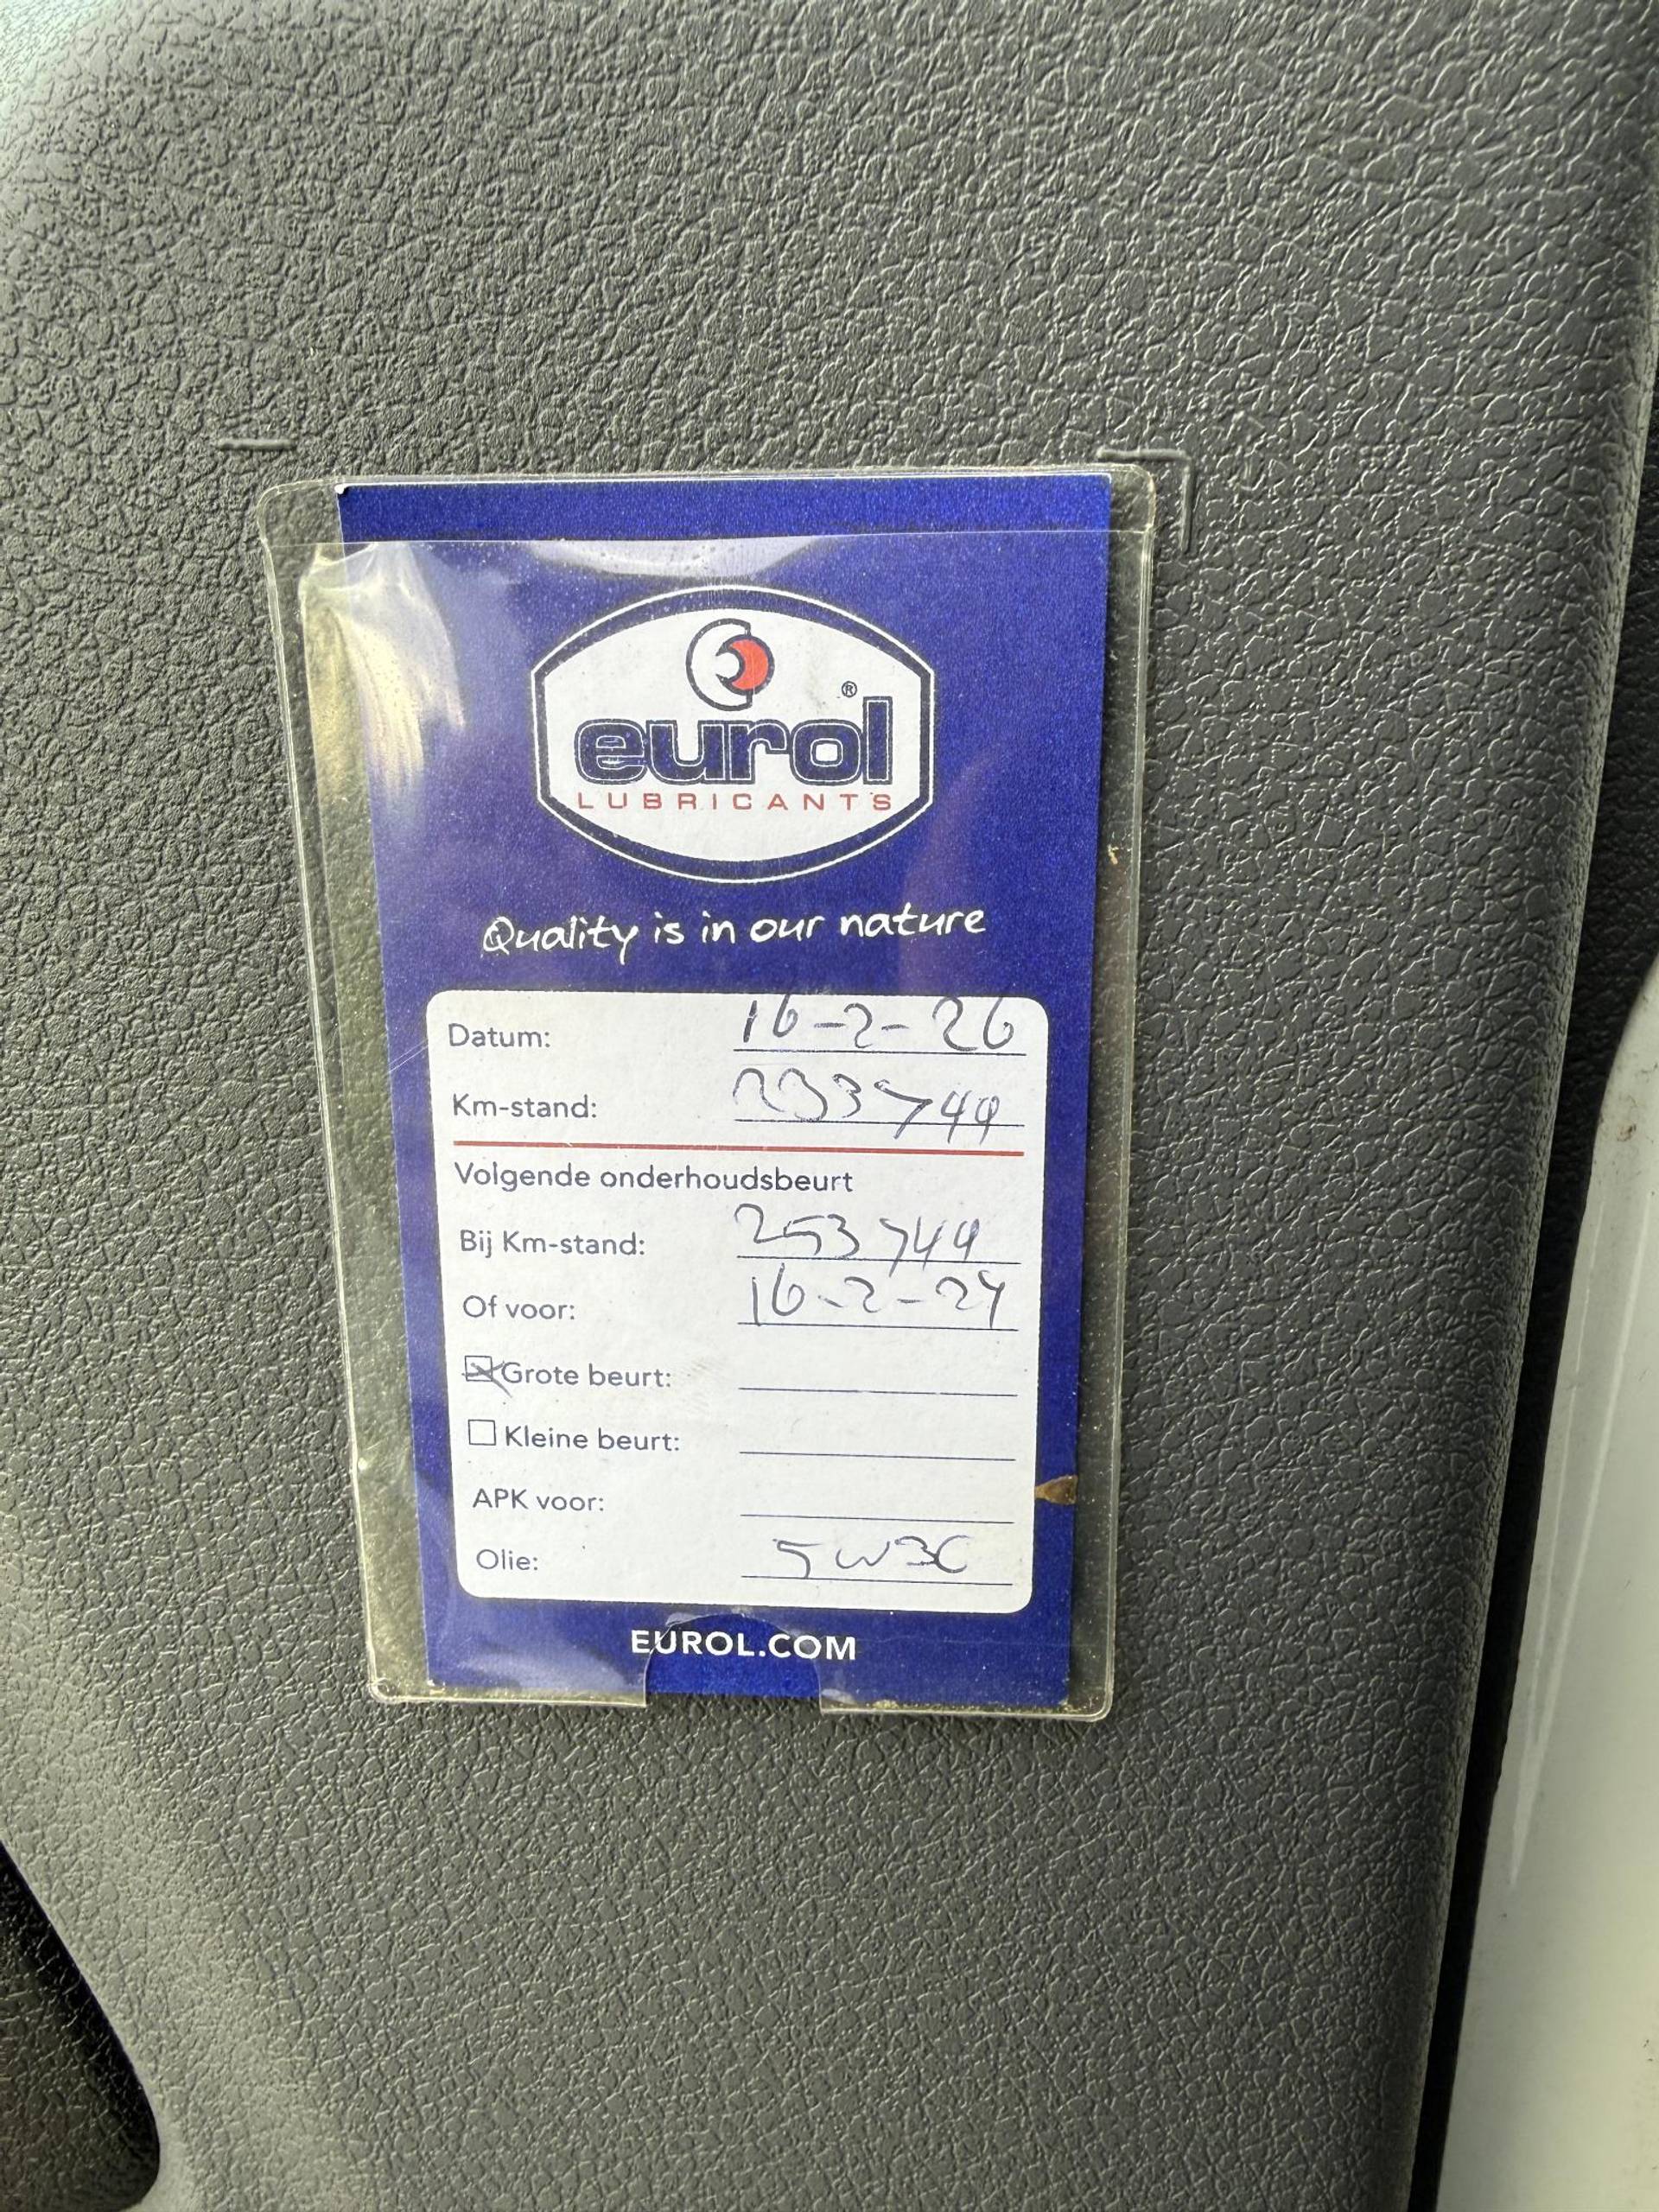 eurol®
LUBRICANTS
Quality is in our nature
Datum: 16-2-26
Km-stand: 233744
Volgende onderhoudsbeurt
Bij Km-stand: 253744
Of voor: 16-2-27
Grote beurt:
Kleine beurt:
APK voor:
Olie: 5W30
EUROL.COM